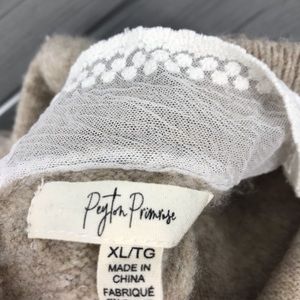 Peyton Primrose
XL/TG
MADE IN
CHINA
FABRIQUÉ